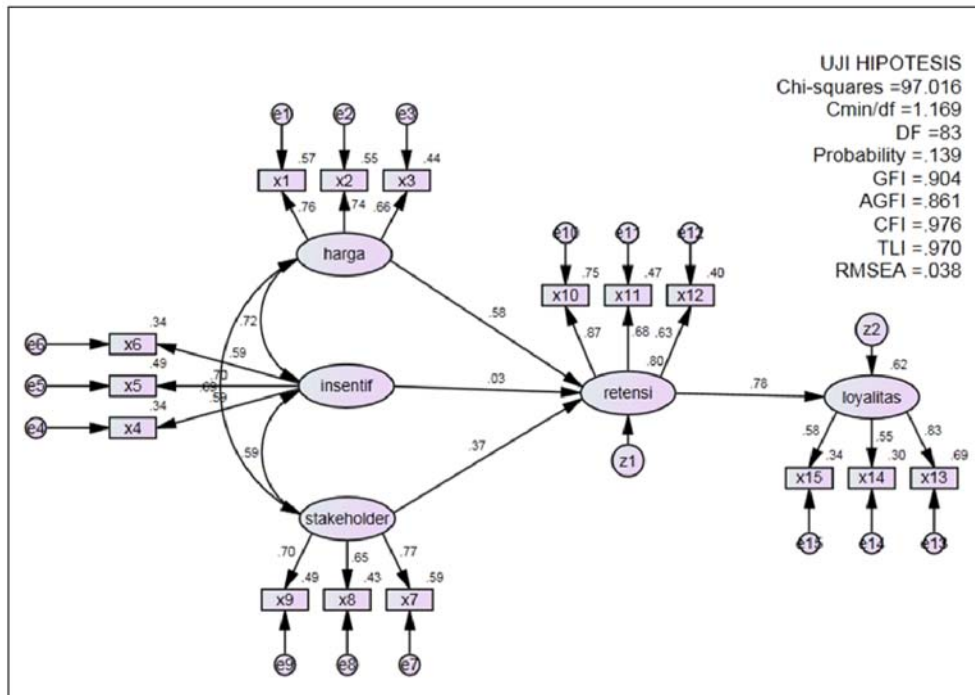 UJI HIPOTESIS
Chi-squares =97.016
Cmin/df =1.169
DF =83
Probability =.139
GFI =.904
AGFI =.861
CFI =.976
TLI =.970
RMSEA =.038
e1 e2 e3
.57 .55 .44
x1 x2 x3
.76 .74 .66
harga
e10 e11 e12
.75 .47 .40
x10 x11 x12
.87 .68 .63
.58
.72
e6 x6 .34
.59
e5 x5 .49
.70
e4 x4 .34
.59
insentif
.03
.80
retensi
z1
.78
z2
.62
loyalitas
.58 .55 .83
.34 .30 .69
x15 x14 x13
e15 e14 e13
.59
.37
stakeholder
.70 .65 .77
.49 .43 .59
x9 x8 x7
e9 e8 e7